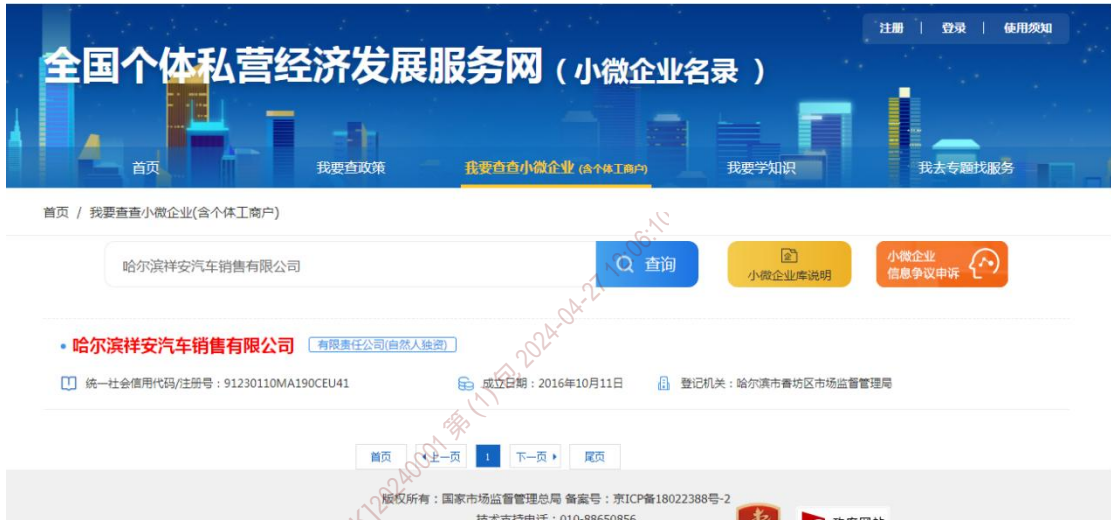 注册 | 登录 | 使用须知
全国个体私营经济发展服务网（小微企业名录 ）
首页 我要查政策 我要查查小微企业 (含个体工商户) 我要学知识 我去专题找服务
首页 / 我要查查小微企业(含个体工商户)
哈尔滨祥安汽车销售有限公司 查询 小微企业库说明 小微企业
信息争议申诉
哈尔滨祥安汽车销售有限公司 有限责任公司(自然人独资)
统一社会信用代码/注册号：91230110MA190CEU41 成立日期：2016年10月11日 登记机关：哈尔滨市香坊区市场监督管理局
首页 上一页 1 下一页 尾页
版权所有：国家市场监督管理总局 备案号：京ICP备18022388号-2
技术支持电话：010-88650856
政府网站